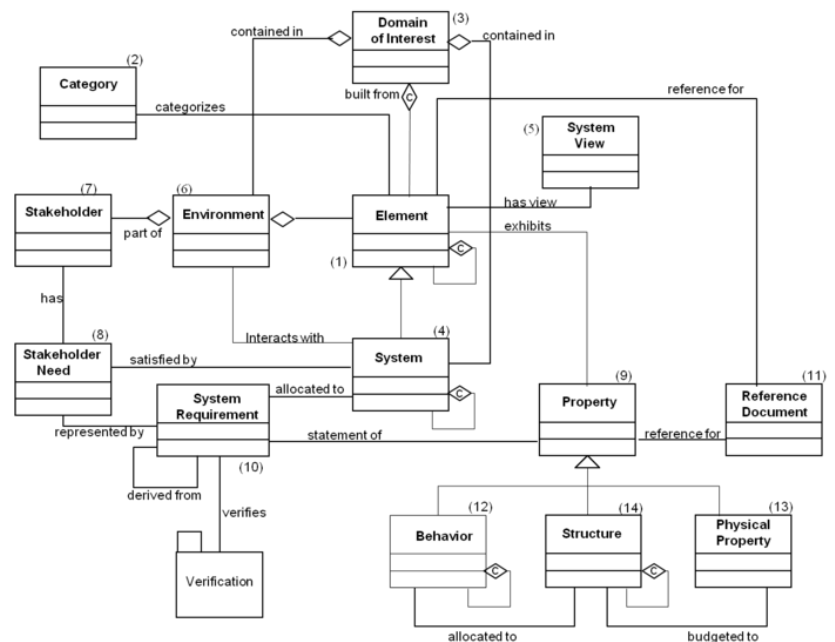 (3)
Domain
of Interest
contained in
contained in
(2)
Category
built from
C
reference for
categorizes
(5)
System
View
(7)
Stakeholder
(6)
Environment
Element
has view
part of
exhibits
C
(1)
has
Interacts with
(4)
System
(8)
Stakeholder
Need
satisfied by
System
Requirement
allocated to
C
(9)
Property
(11)
Reference
Document
represented by
statement of
reference for
(10)
derived from
verifies
Verification
(12)
Behavior
C
(14)
Structure
C
(13)
Physical
Property
allocated to
budgeted to